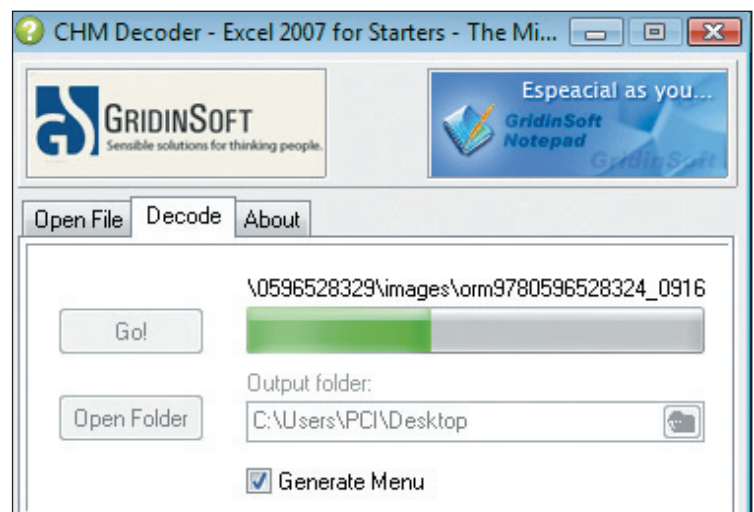 CHM Decoder - Excel 2007 for Starters - The Mi...
GRIDINSOFT
Sensible solutions for thinking people.
Espeacial as you...
GridinSoft
Notepad
GridinSoft
Open File Decode About
\0596528329\images\orm9780596528324_0916
Go!
Output folder:
Open Folder C:\Users\PCI\Desktop
Generate Menu